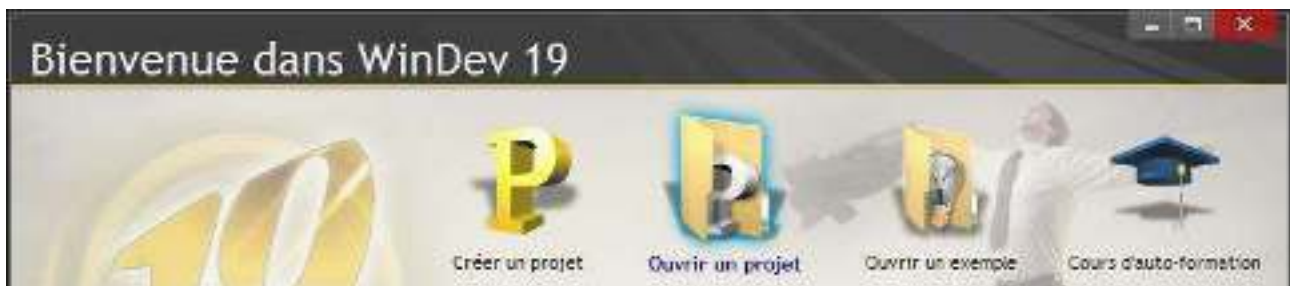 Bienvenue dans WinDev 19
Créer un projet
Ouvrir un projet
Ouvrir un exemple
Cours d'auto-formation